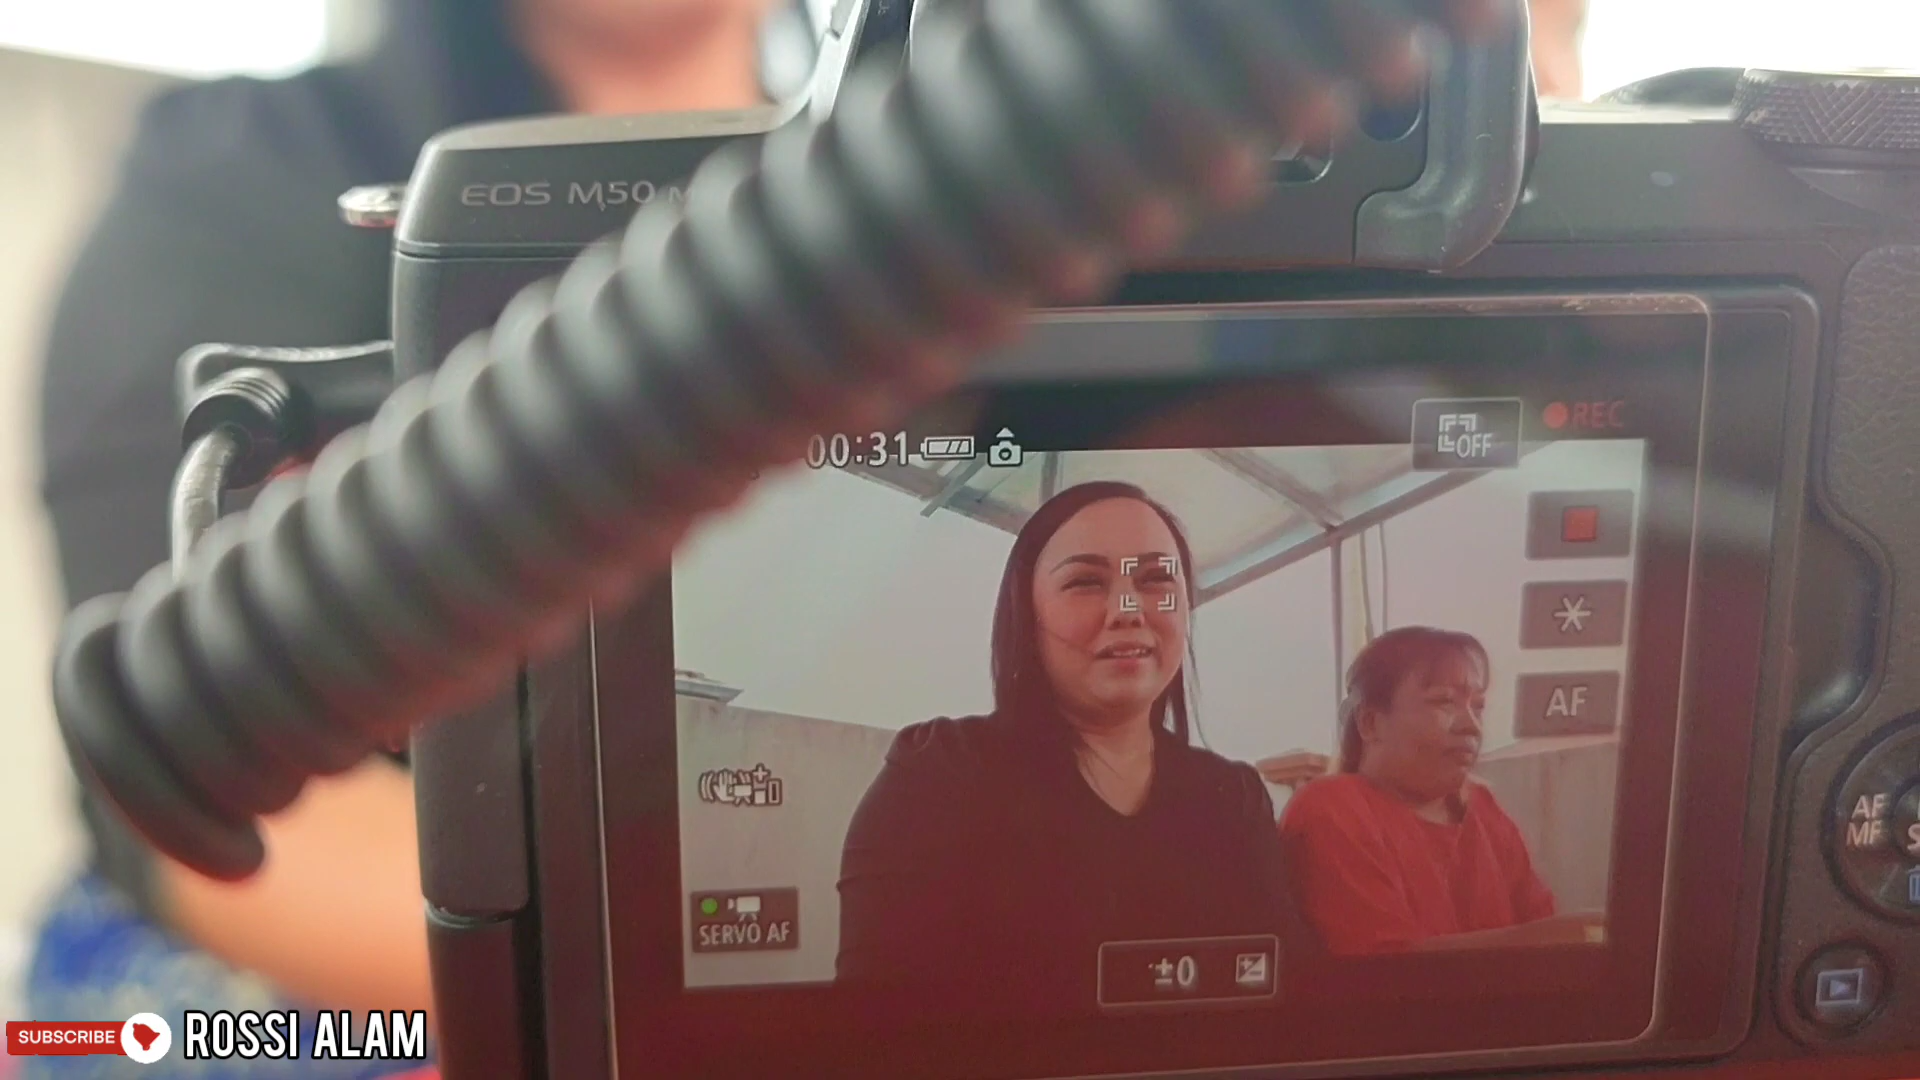 EOS M50
00:31
OFF
REC
AF
SERVO AF
±0
AF
MF
SUBSCRIBE
ROSSI ALAM